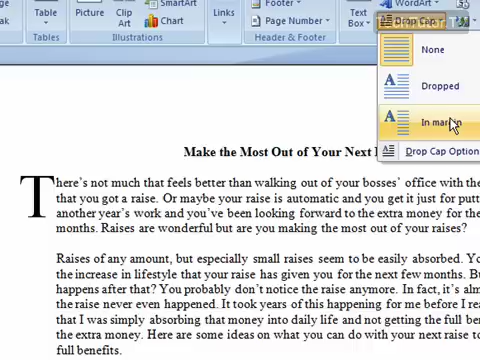 SmartArt
Footer
WordArt
Table
Picture
Clip
Art
Chart
Links
Page Number
Text
Box
Drop Cap
Illustrations
Header & Footer
None
Dropped
In margin
Drop Cap Option
Make the Most Out of Your Next
There's not much that feels better than walking out of your bosses' office with the
that you got a raise. Or maybe your raise is automatic and you get it just for putt
another year's work and you've been looking forward to the extra money for the
months. Raises are wonderful but are you making the most out of your raises?
Raises of any amount, but especially small raises seem to be easily absorbed. Yo
the increase in lifestyle that your raise has given you for the next few months. Bu
happens after that? You probably don't notice the raise anymore. In fact, it's alm
the raise never even happened. It took years of this happening for me before I rea
that I was simply absorbing that money into daily life and not getting the full ben
the extra money. Here are some ideas on what you can do with your next raise to
full benefits.